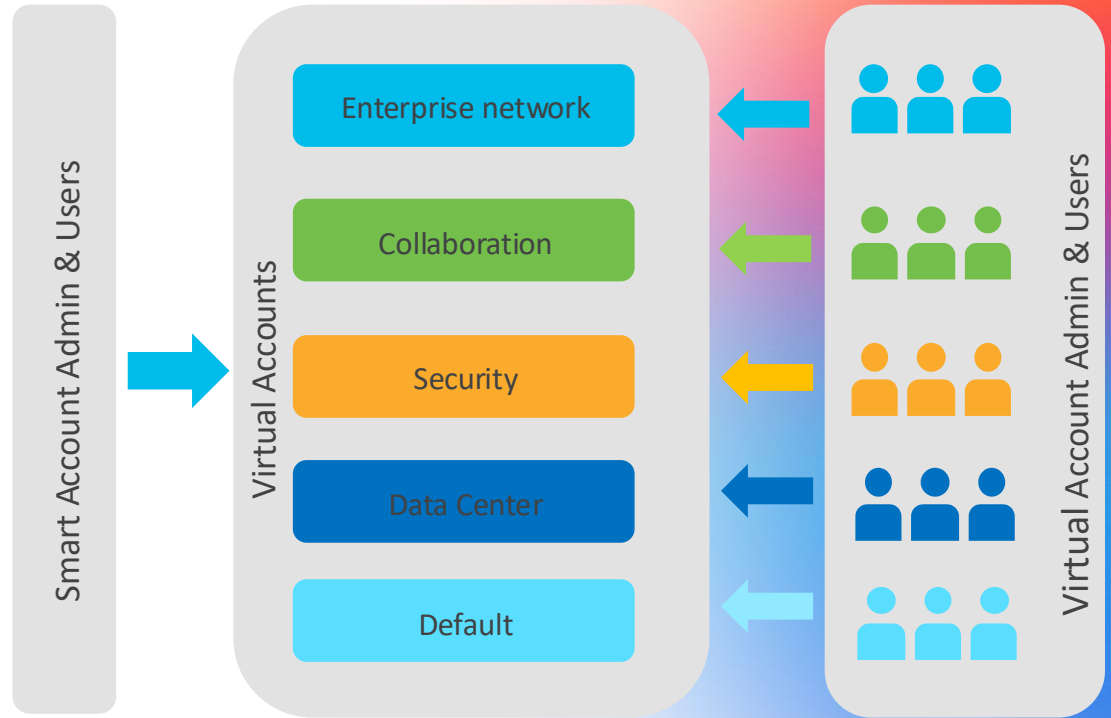 Smart Account Admin & Users
Virtual Accounts
Enterprise network
Collaboration
Security
Data Center
Default
Virtual Account Admin & Users